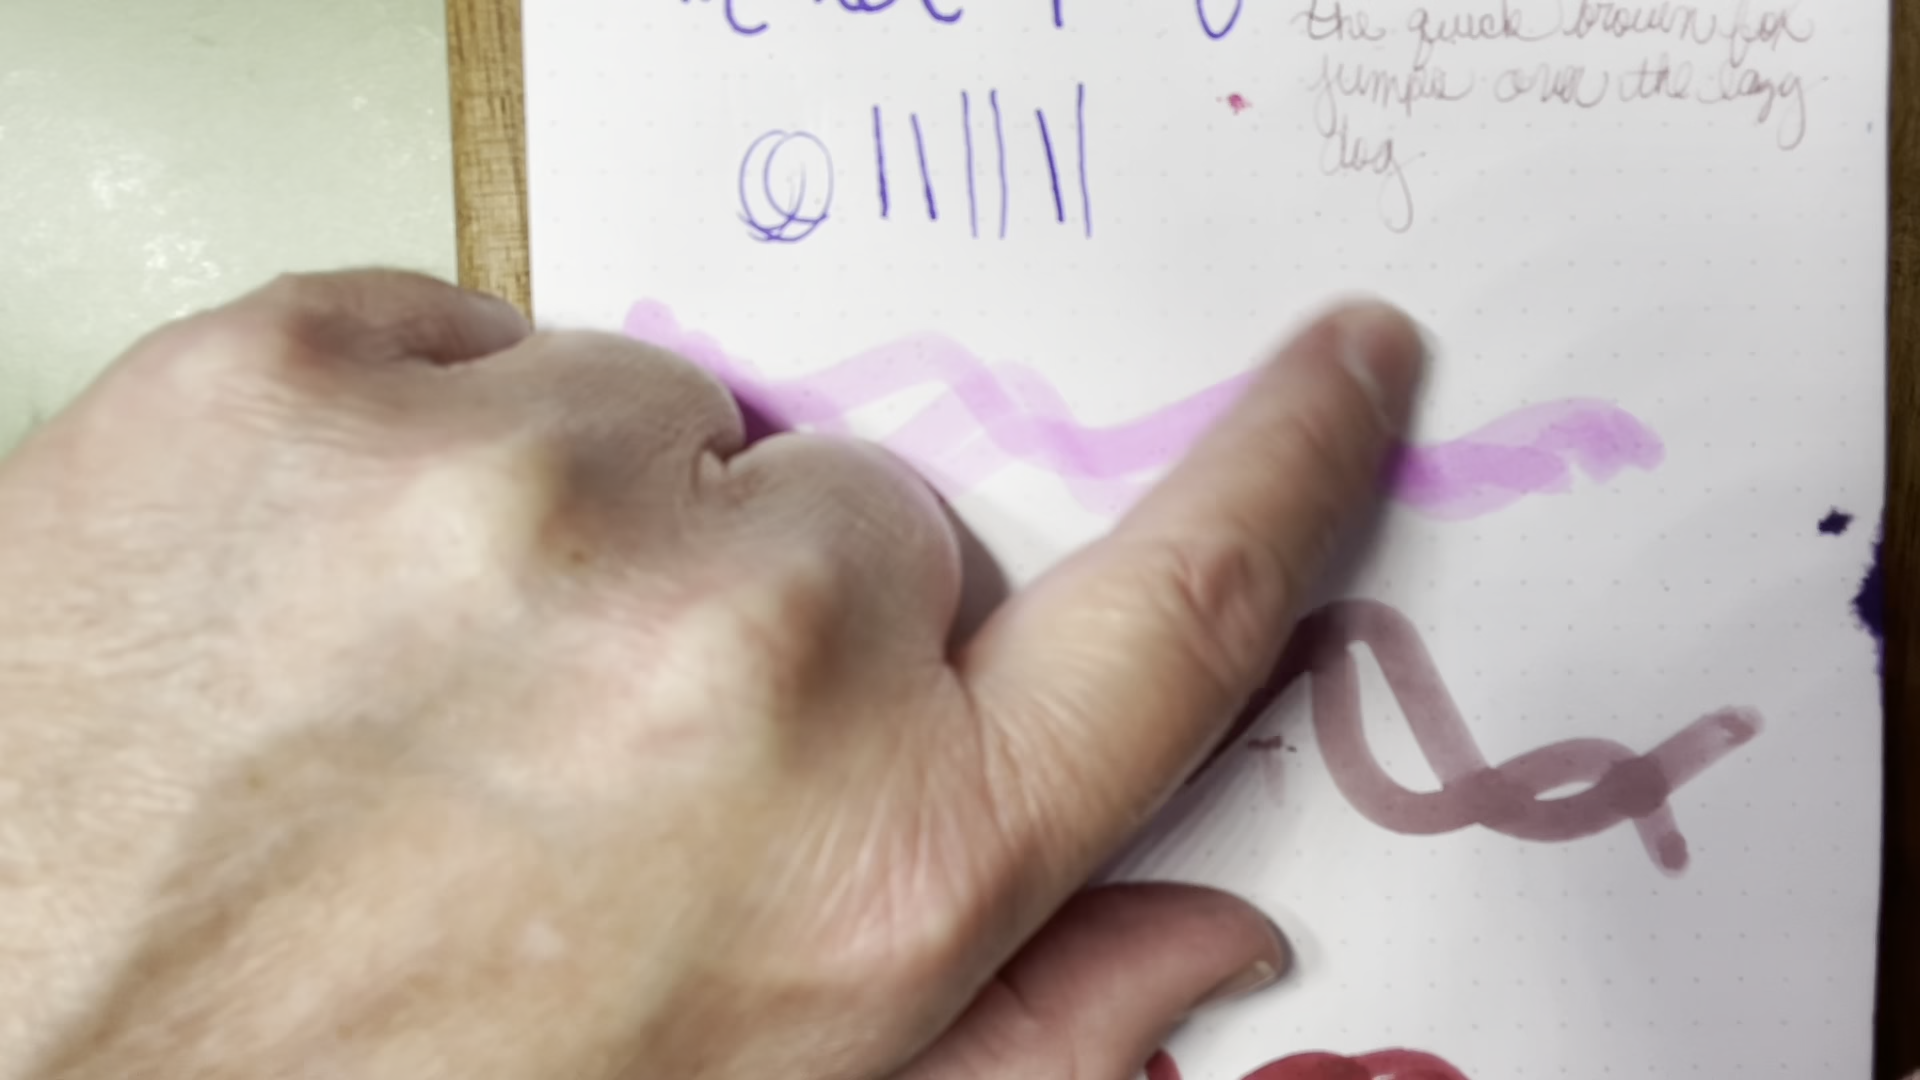 the quick brown fox
jumps over the lazy
dog